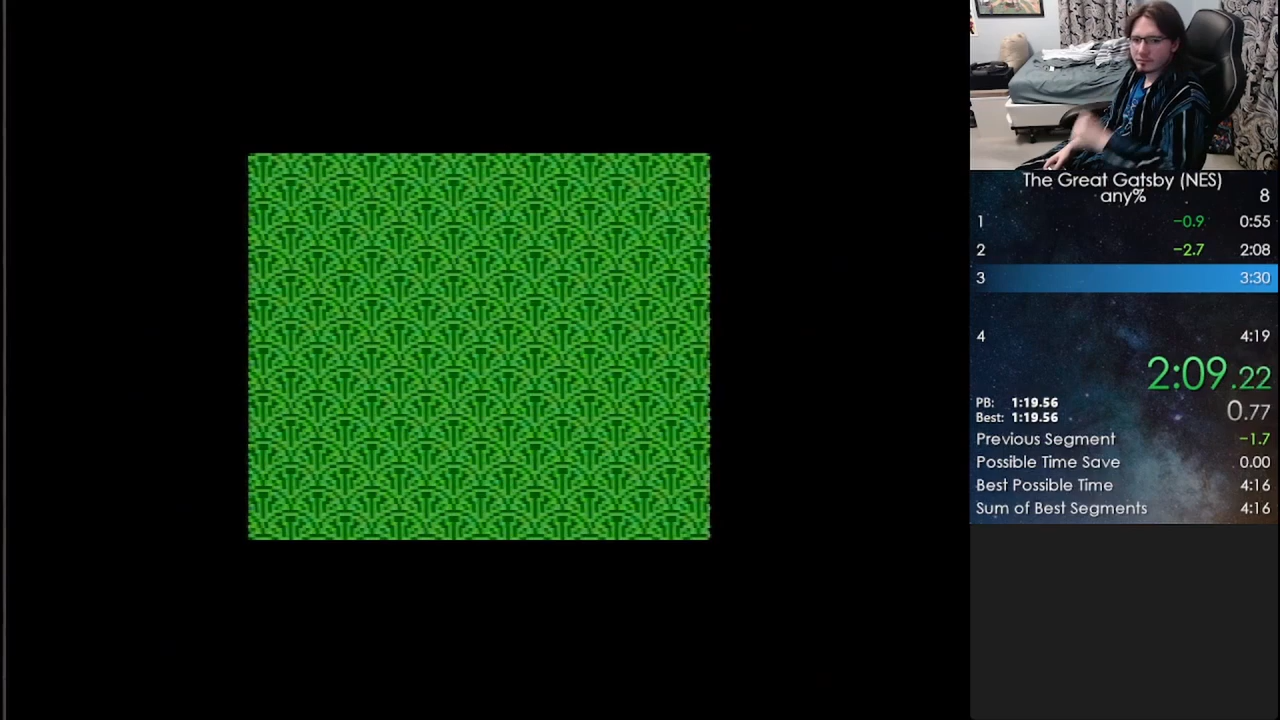 The Great Gatsby (NES)
any%
8
1 −0.9 0:55
2 −2.7 2:08
3 3:30
4 4:19
2:09.22
PB: 1:19.56
Best: 1:19.56
0.77
Previous Segment −1.7
Possible Time Save 0.00
Best Possible Time 4:16
Sum of Best Segments 4:16